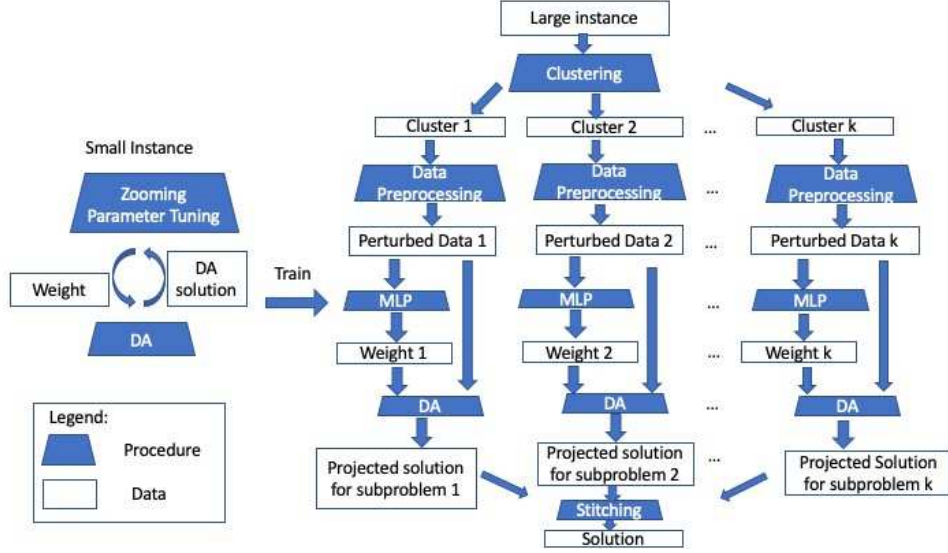 Large instance
Clustering
Cluster 1
Cluster 2
...
Cluster k
Small Instance
Zooming
Parameter Tuning
Weight
DA
solution
DA
Train
Data
Preprocessing
Data
Preprocessing
...
Data
Preprocessing
Perturbed Data 1
Perturbed Data 2
...
Perturbed Data k
MLP
MLP
...
MLP
Weight 1
Weight 2
...
Weight k
DA
DA
...
DA
Projected solution
for subproblem 1
Projected solution
for subproblem 2
...
Projected Solution
for subproblem k
Stitching
Solution
Legend:
Procedure
Data